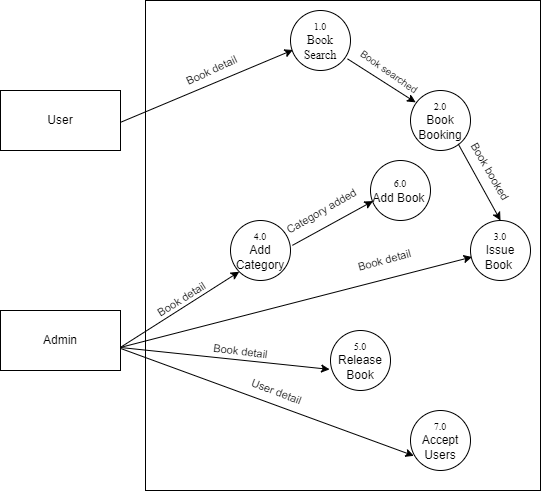 1.0
Book
Search
Book detail
Book searched
User
2.0
Book
Booking
Book booked
6.0
Add Book
Category added
4.0
Add
Category
3.0
Issue
Book
Book detail
Book detail
Admin
5.0
Release
Book
Book detail
User detail
7.0
Accept
Users